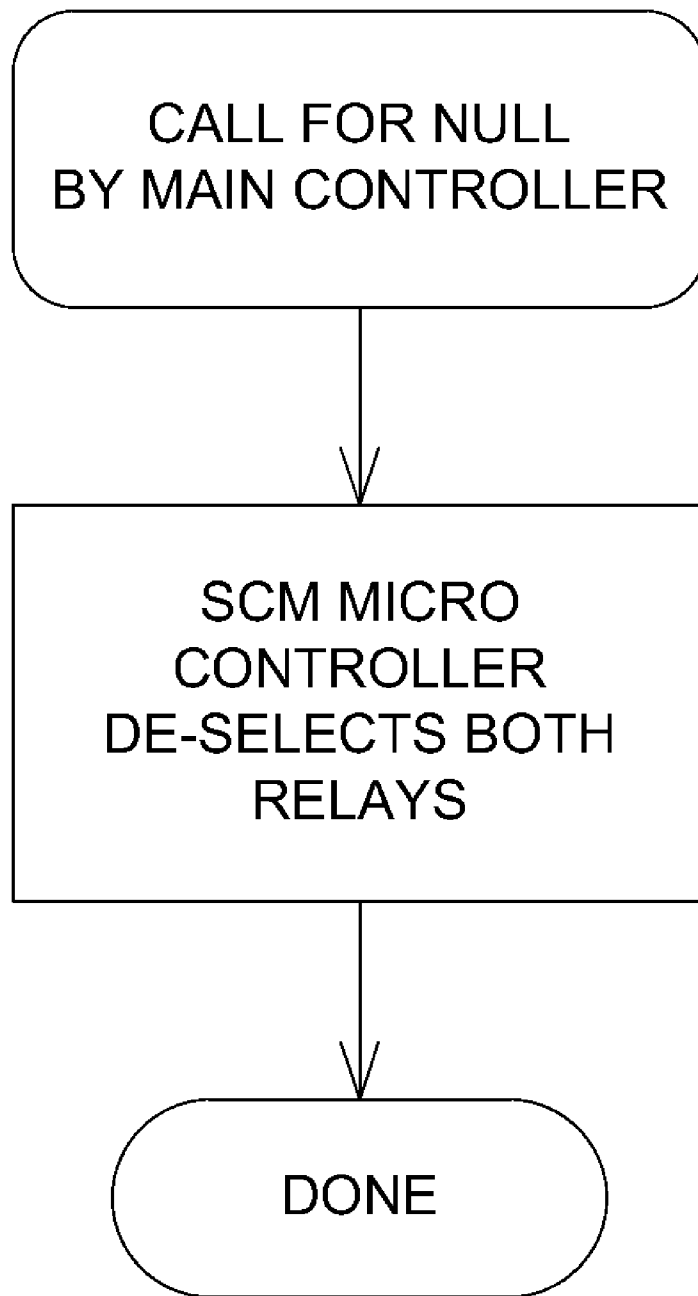 CALL FOR NULL
BY MAIN CONTROLLER
SCM MICRO
CONTROLLER
DE-SELECTS BOTH
RELAYS
DONE